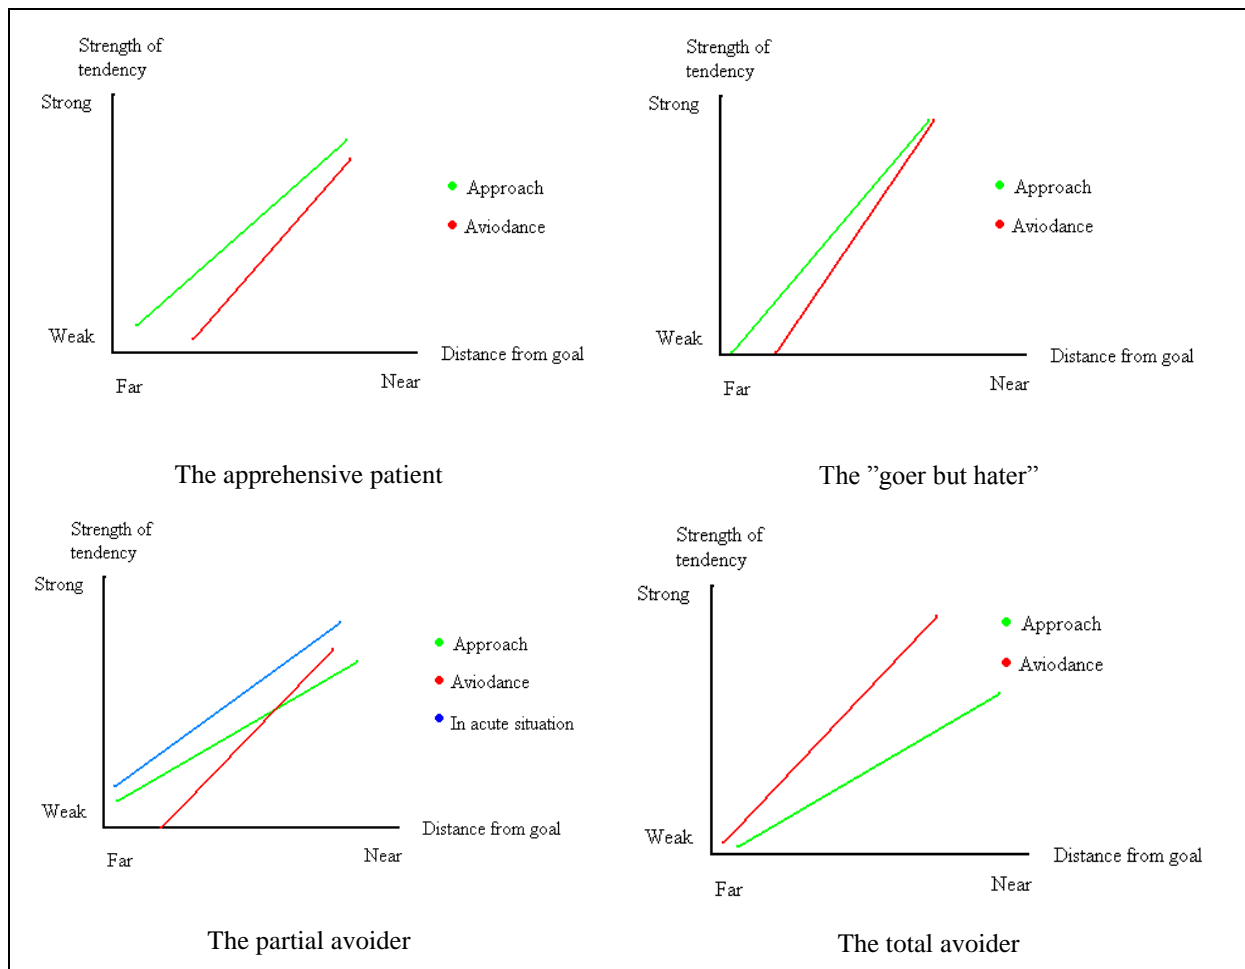 Strength of
tendency
Strong
Approach
Aviodance
Weak
Distance from goal
Far
Near
The apprehensive patient
Strength of
tendency
Strong
Approach
Aviodance
Weak
Distance from goal
Far
Near
The ”goer but hater”
Strength of
tendency
Strong
Approach
Aviodance
In acute situation
Weak
Distance from goal
Far
Near
The partial avoider
Strength of
tendency
Strong
Approach
Aviodance
Weak
Distance from goal
Far
Near
The total avoider